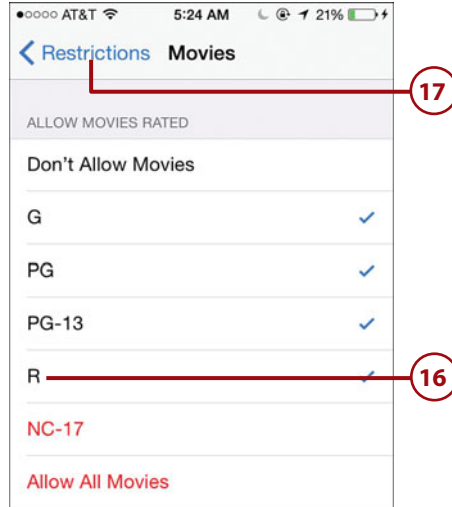 AT&T 5:24 AM 21%
Restrictions Movies
17
ALLOW MOVIES RATED
Don't Allow Movies
G
PG
PG-13
R
16
NC-17
Allow All Movies